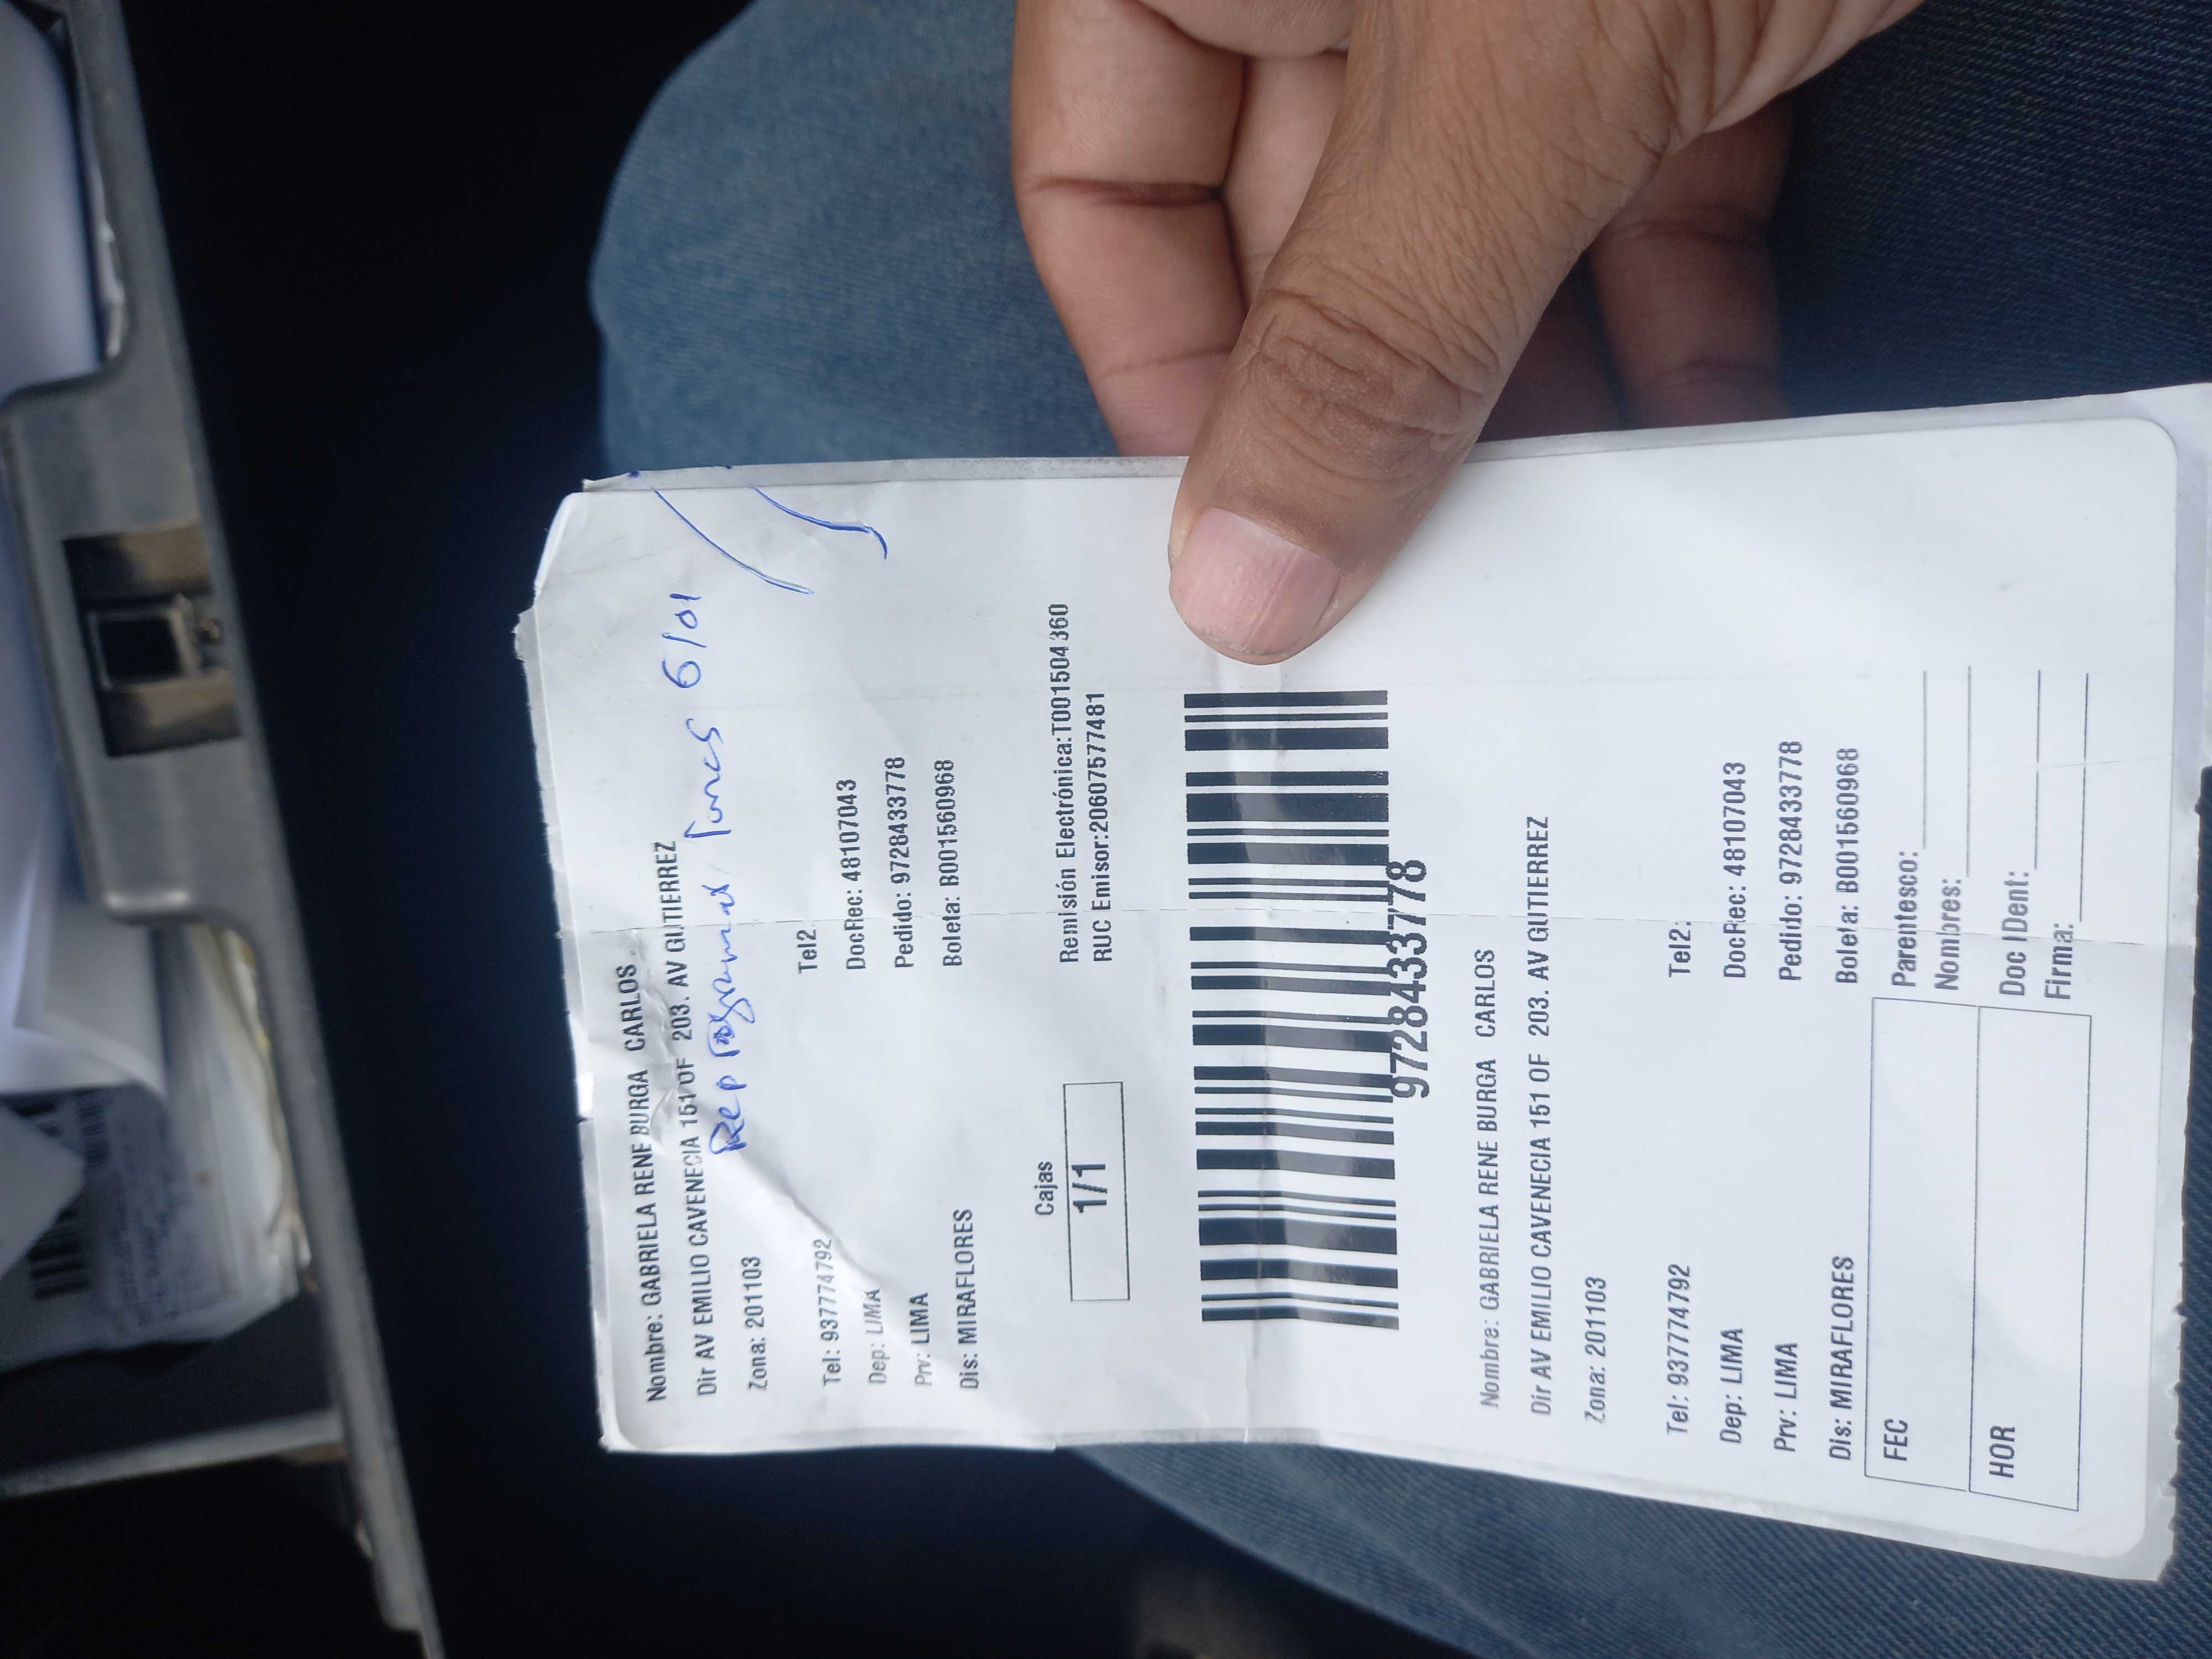 Nombre: GABRIELA RENE BURGA CARLOS
Dir AV EMILIO CAVENECIA 151 OF 203. AV GUTIERREZ
Rep 6/01
Zona: 201103
Tel: 937774792 Tel2:
Dep: LIMA DocRec: 48107043
Prv: LIMA Pedido: 9728433778
Dis: MIRAFLORES Boleta: B001560968
Cajas
1/1
Remisión Electrónica:T001504360
RUC Emisor:20607577481
9728433778
Nombre: GABRIELA RENE BURGA CARLOS
Dir AV EMILIO CAVENECIA 151 OF 203. AV GUTIERREZ
Zona: 201103
Tel: 937774792 Tel2:
Dep: LIMA DocRec: 48107043
Prv: LIMA Pedido: 9728433778
Dis: MIRAFLORES Boleta: B001560968
FEC Parentesco:
Nombres:
HOR Doc IDent:
Firma: